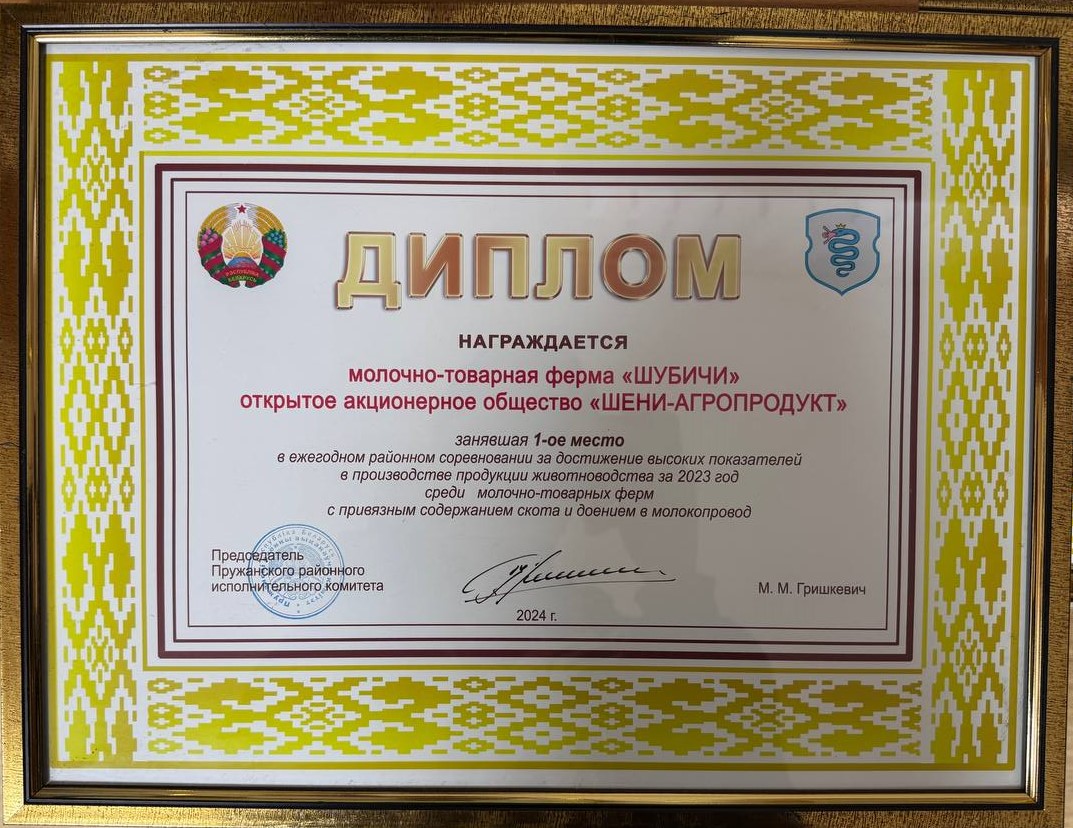 ДИПЛОМ
РЭСПУБЛІКА
БЕЛАРУСЬ
НАГРАЖДАЕТСЯ
молочно-товарная ферма «ШУБИЧИ»
открытое акционерное общество «ШЕНИ-АГРОПРОДУКТ»
занявшая 1-ое место
в ежегодном районном соревновании за достижение высоких показателей
в производстве продукции животноводства за 2023 год
среди молочно-товарных ферм
с привязным содержанием скота и доением в молокопровод
Председатель
Пружанского районного
исполнительного комитета
М. М. Гришкевич
2024 г.